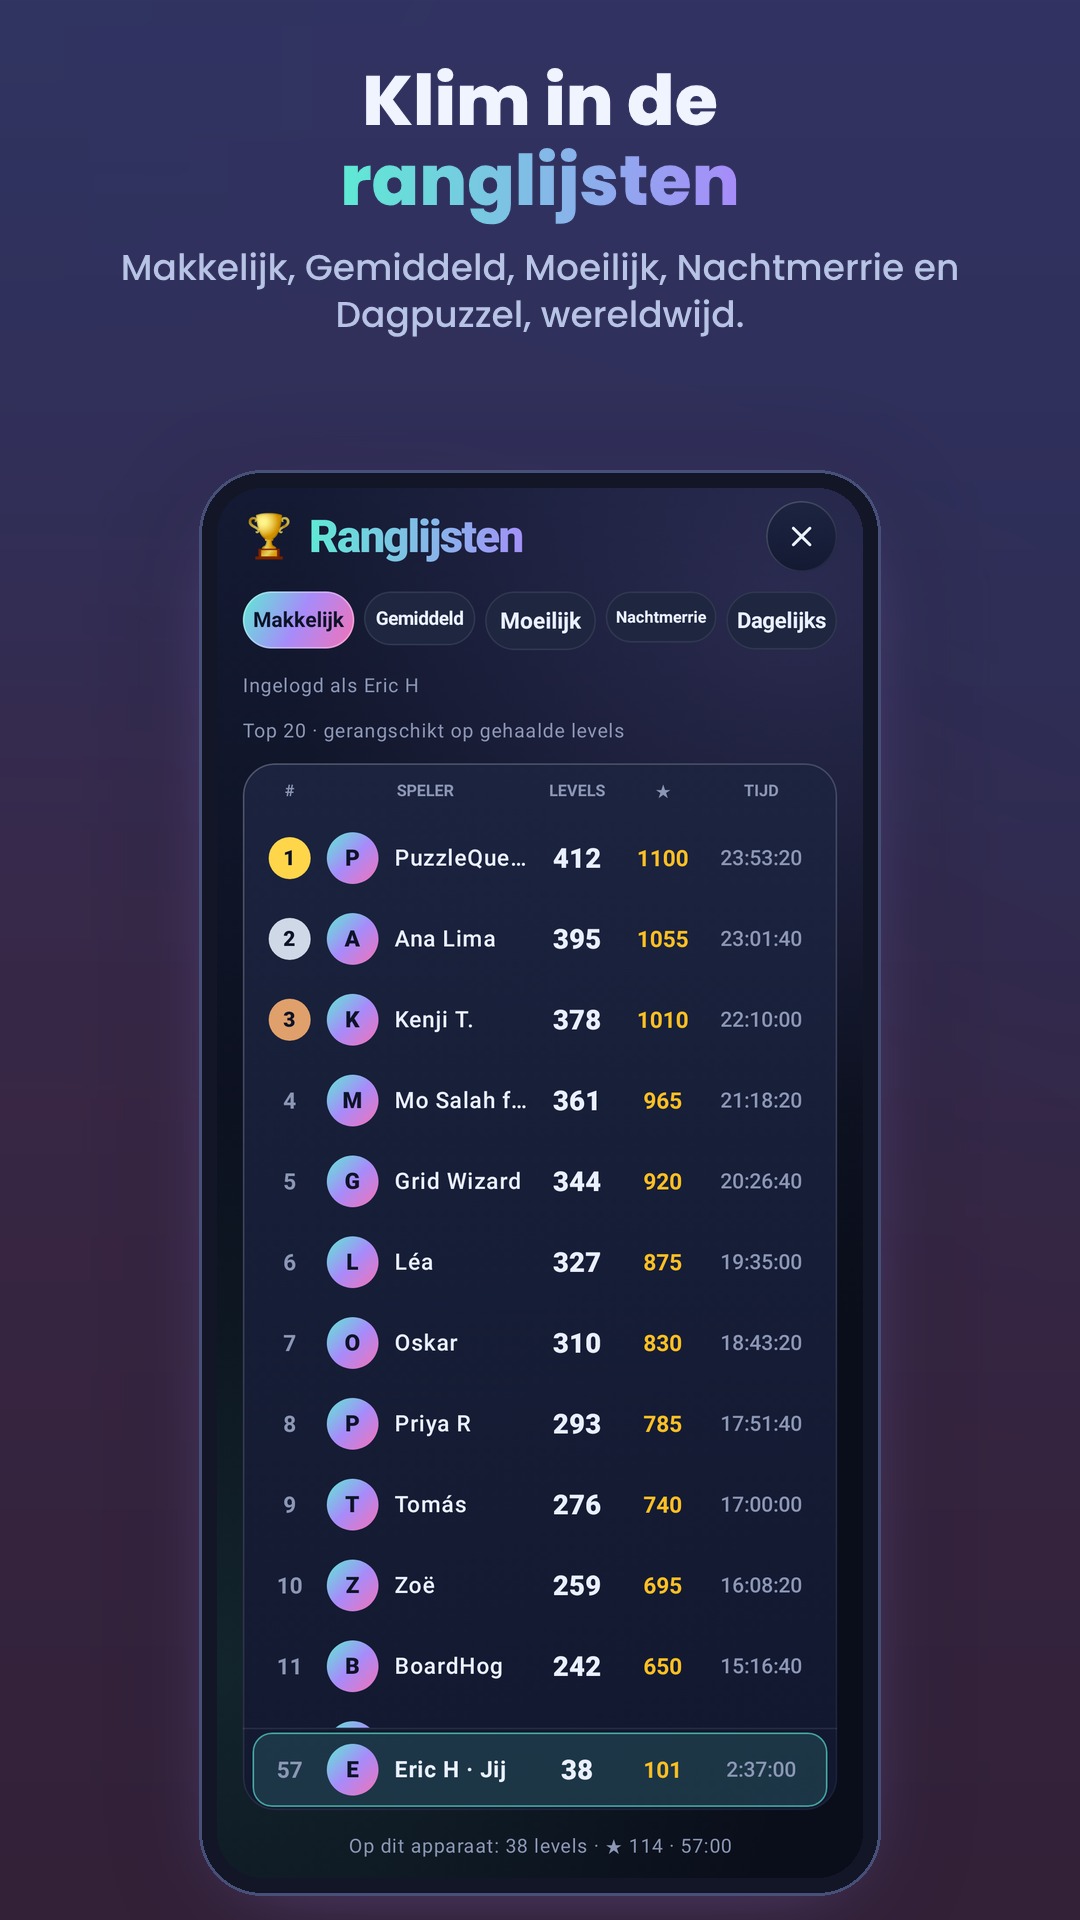 Klim in de
ranglijsten
Makkelijk, Gemiddeld, Moeilijk, Nachtmerrie en
Dagpuzzel, wereldwijd.
🏆 Ranglijsten ✕
Makkelijk Gemiddeld Moeilijk Nachtmerrie Dagelijks
Ingelogd als Eric H
Top 20 · gerangschikt op gehaalde levels
# SPELER LEVELS ★ TIJD
1 P PuzzleQue… 412 1100 23:53:20
2 A Ana Lima 395 1055 23:01:40
3 K Kenji T. 378 1010 22:10:00
4 M Mo Salah f… 361 965 21:18:20
5 G Grid Wizard 344 920 20:26:40
6 L Léa 327 875 19:35:00
7 O Oskar 310 830 18:43:20
8 P Priya R 293 785 17:51:40
9 T Tomás 276 740 17:00:00
10 Z Zoë 259 695 16:08:20
11 B BoardHog 242 650 15:16:40
57 E Eric H · Jij 38 101 2:37:00
Op dit apparaat: 38 levels · ★ 114 · 57:00